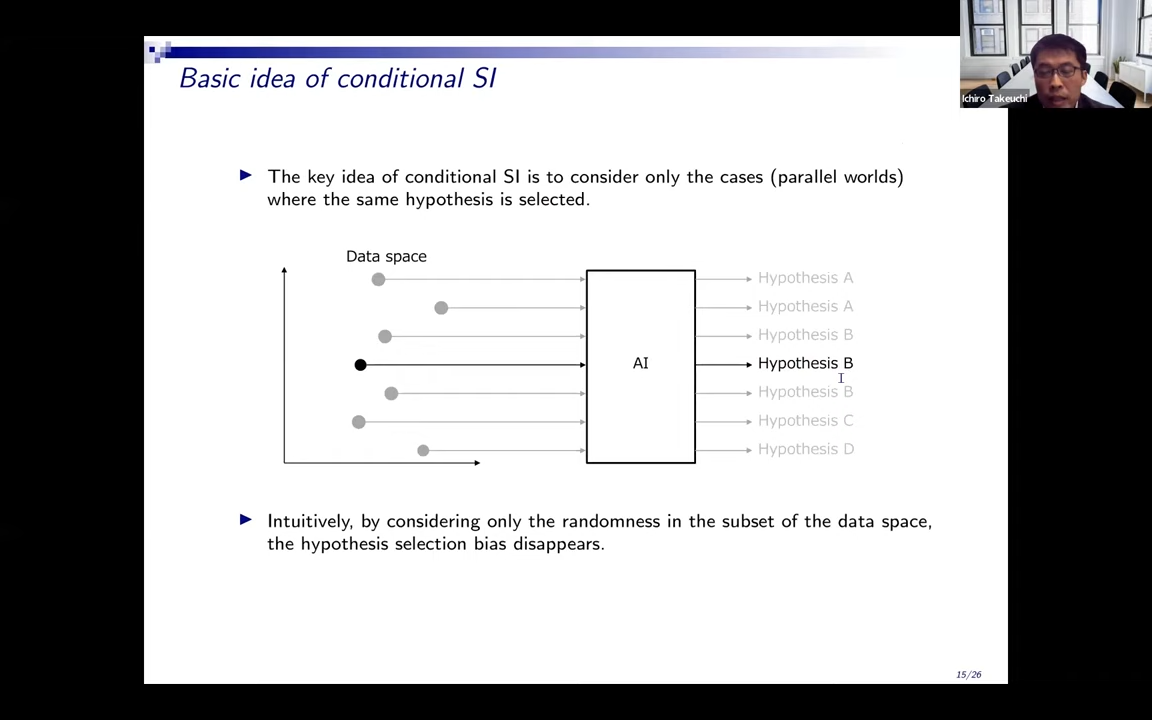 Basic idea of conditional SI
Ichiro Takeuchi
The key idea of conditional SI is to consider only the cases (parallel worlds)
where the same hypothesis is selected.
Data space
Hypothesis A
Hypothesis A
Hypothesis B
AI
Hypothesis B
Hypothesis B
Hypothesis C
Hypothesis D
Intuitively, by considering only the randomness in the subset of the data space,
the hypothesis selection bias disappears.
15/26